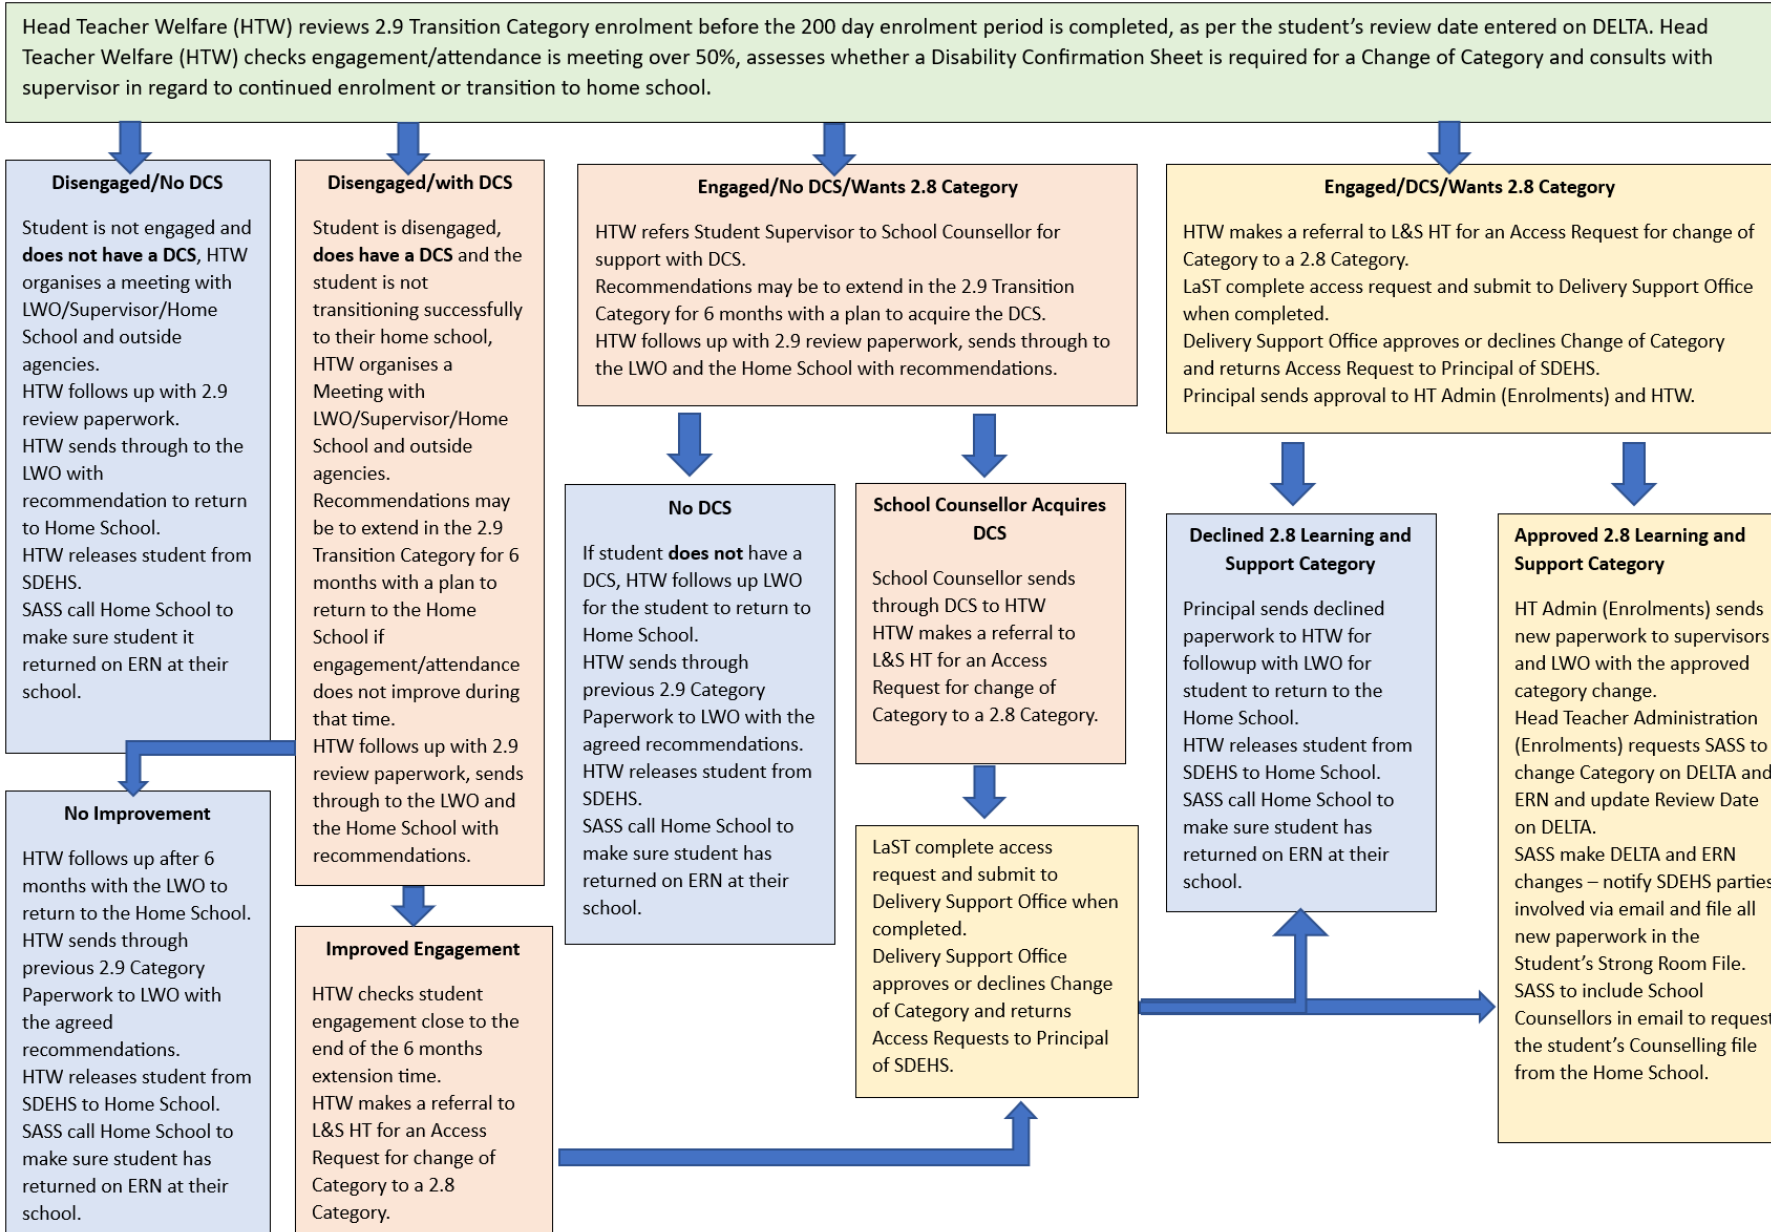 Head Teacher Welfare (HTW) reviews 2.9 Transition Category enrolment before the 200 day enrolment period is completed, as per the student’s review date entered on DELTA. Head
Teacher Welfare (HTW) checks engagement/attendance is meeting over 50%, assesses whether a Disability Confirmation Sheet is required for a Change of Category and consults with
supervisor in regard to continued enrolment or transition to home school.
Disengaged/No DCS
Student is not engaged and
does not have a DCS, HTW
organises a meeting with
LWO/Supervisor/Home
School and outside
agencies.
HTW follows up with 2.9
review paperwork.
HTW sends through to the
LWO with
recommendation to return
to Home School.
HTW releases student from
SDEHS.
SASS call Home School to
make sure student it
returned on ERN at their
school.
No Improvement
HTW follows up after 6
months with the LWO to
return to the Home School.
HTW sends through
previous 2.9 Category
Paperwork to LWO with
the agreed
recommendations.
HTW releases student from
SDEHS to Home School.
SASS call Home School to
make sure student has
returned on ERN at their
school.
Disengaged/with DCS
Student is disengaged,
does have a DCS and the
student is not
transitioning successfully
to their home school,
HTW organises a
Meeting with
LWO/Supervisor/Home
School and outside
agencies.
Recommendations may
be to extend in the 2.9
Transition Category for 6
months with a plan to
return to the Home
School if
engagement/attendance
does not improve during
that time.
HTW follows up with 2.9
review paperwork, sends
through to the LWO and
the Home School with
recommendations.
Improved Engagement
HTW checks student
engagement close to the
end of the 6 months
extension time.
HTW makes a referral to
L&S HT for an Access
Request for change of
Category to a 2.8
Category.
Engaged/No DCS/Wants 2.8 Category
HTW refers Student Supervisor to School Counsellor for
support with DCS.
Recommendations may be to extend in the 2.9 Transition
Category for 6 months with a plan to acquire the DCS.
HTW follows up with 2.9 review paperwork, sends through to
the LWO and the Home School with recommendations.
No DCS
If student does not have a
DCS, HTW follows up LWO
for the student to return to
Home School.
HTW sends through
previous 2.9 Category
Paperwork to LWO with the
agreed recommendations.
HTW releases student from
SDEHS.
SASS call Home School to
make sure student has
returned on ERN at their
school.
School Counsellor Acquires
DCS
School Counsellor sends
through DCS to HTW
HTW makes a referral to
L&S HT for an Access
Request for change of
Category to a 2.8 Category.
LaST complete access
request and submit to
Delivery Support Office when
completed.
Delivery Support Office
approves or declines Change
of Category and returns
Access Requests to Principal
of SDEHS.
Engaged/DCS/Wants 2.8 Category
HTW makes a referral to L&S HT for an Access Request for change of
Category to a 2.8 Category.
LaST complete access request and submit to Delivery Support Office
when completed.
Delivery Support Office approves or declines Change of Category
and returns Access Request to Principal of SDEHS.
Principal sends approval to HT Admin (Enrolments) and HTW.
Declined 2.8 Learning and
Support Category
Principal sends declined
paperwork to HTW for
followup with LWO for
student to return to the
Home School.
HTW releases student from
SDEHS to Home School.
SASS call Home School to
make sure student has
returned on ERN at their
school.
Approved 2.8 Learning and
Support Category
HT Admin (Enrolments) sends
new paperwork to supervisors
and LWO with the approved
category change.
Head Teacher Administration
(Enrolments) requests SASS to
change Category on DELTA and
ERN and update Review Date
on DELTA.
SASS make DELTA and ERN
changes – notify SDEHS parties
involved via email and file all
new paperwork in the
Student’s Strong Room File.
SASS to include School
Counsellors in email to request
the student’s Counselling file
from the Home School.